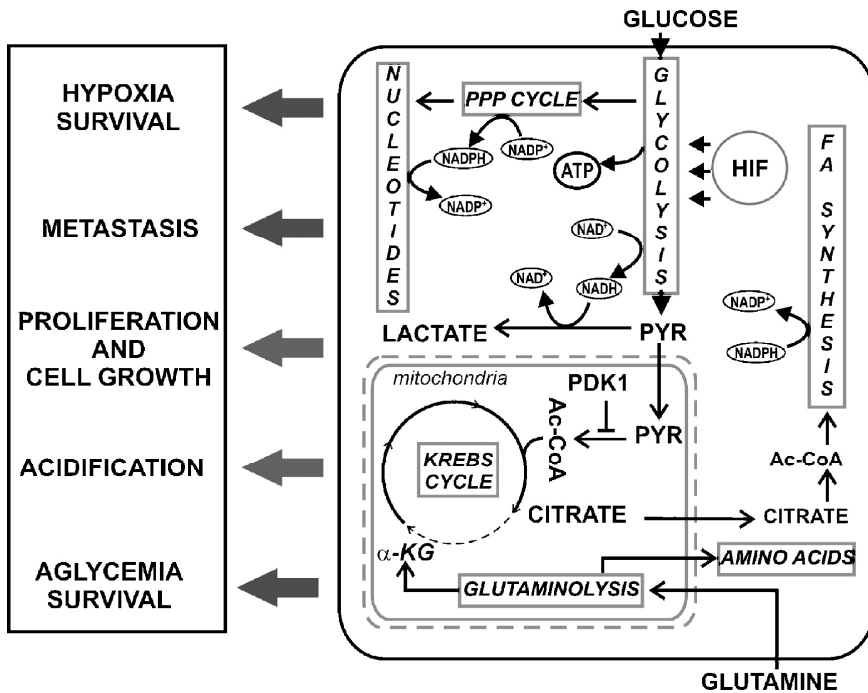 GLUCOSE
HYPOXIA
SURVIVAL
METASTASIS
PROLIFERATION
AND
CELL GROWTH
ACIDIFICATION
AGLYCEMIA
SURVIVAL
NUCLEOTIDES
PPP CYCLE
GLYCOLYSIS
NADPH
NADP⁺
NADP⁺
ATP
HIF
FA SYNTHESIS
NAD⁺
NADH
NAD⁺
NADP⁺
NADPH
LACTATE
PYR
mitochondria
PDK1
Ac-CoA
PYR
KREBS
CYCLE
Ac-CoA
CITRATE
CITRATE
α-KG
AMINO ACIDS
GLUTAMINOLYSIS
GLUTAMINE